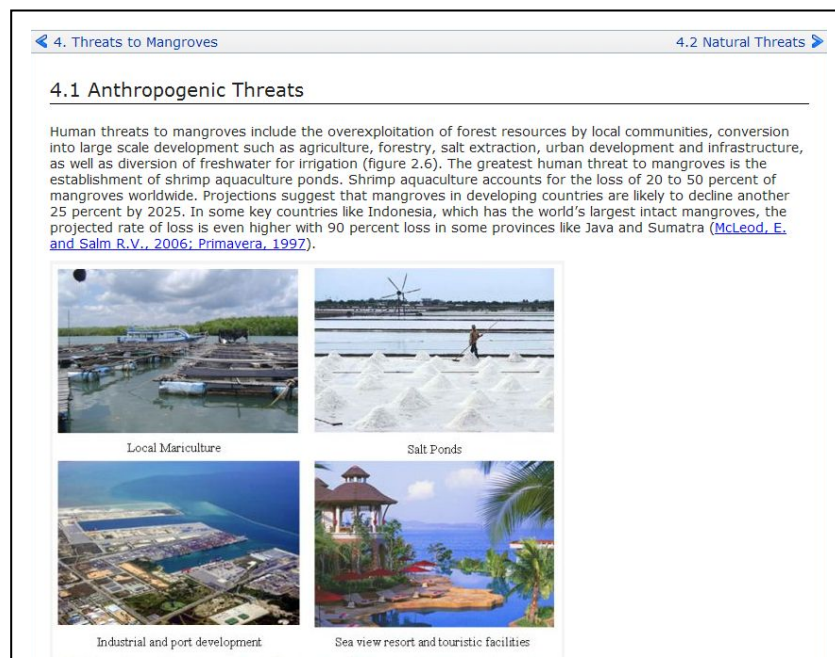 4. Threats to Mangroves
4.2 Natural Threats
4.1 Anthropogenic Threats
Human threats to mangroves include the overexploitation of forest resources by local communities, conversion
into large scale development such as agriculture, forestry, salt extraction, urban development and infrastructure,
as well as diversion of freshwater for irrigation (figure 2.6). The greatest human threat to mangroves is the
establishment of shrimp aquaculture ponds. Shrimp aquaculture accounts for the loss of 20 to 50 percent of
mangroves worldwide. Projections suggest that mangroves in developing countries are likely to decline another
25 percent by 2025. In some key countries like Indonesia, which has the world's largest intact mangroves, the
projected rate of loss is even higher with 90 percent loss in some provinces like Java and Sumatra (McLeod, E.
and Salm R.V., 2006; Primavera, 1997).
Local Mariculture
Salt Ponds
Industrial and port development
Sea view resort and touristic facilities